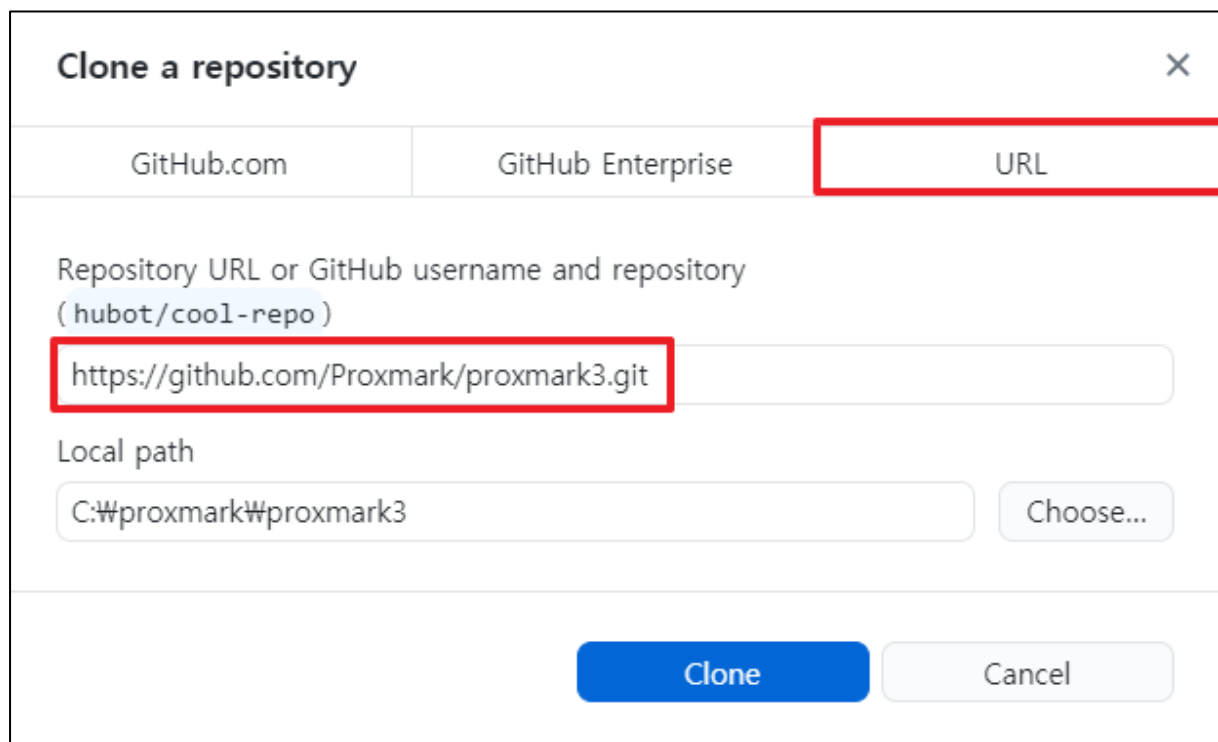 Clone a repository
GitHub.com GitHub Enterprise URL
Repository URL or GitHub username and repository
(hubot/cool-repo)
https://github.com/Proxmark/proxmark3.git
Local path
C:₩proxmark₩proxmark3 Choose...
Clone Cancel